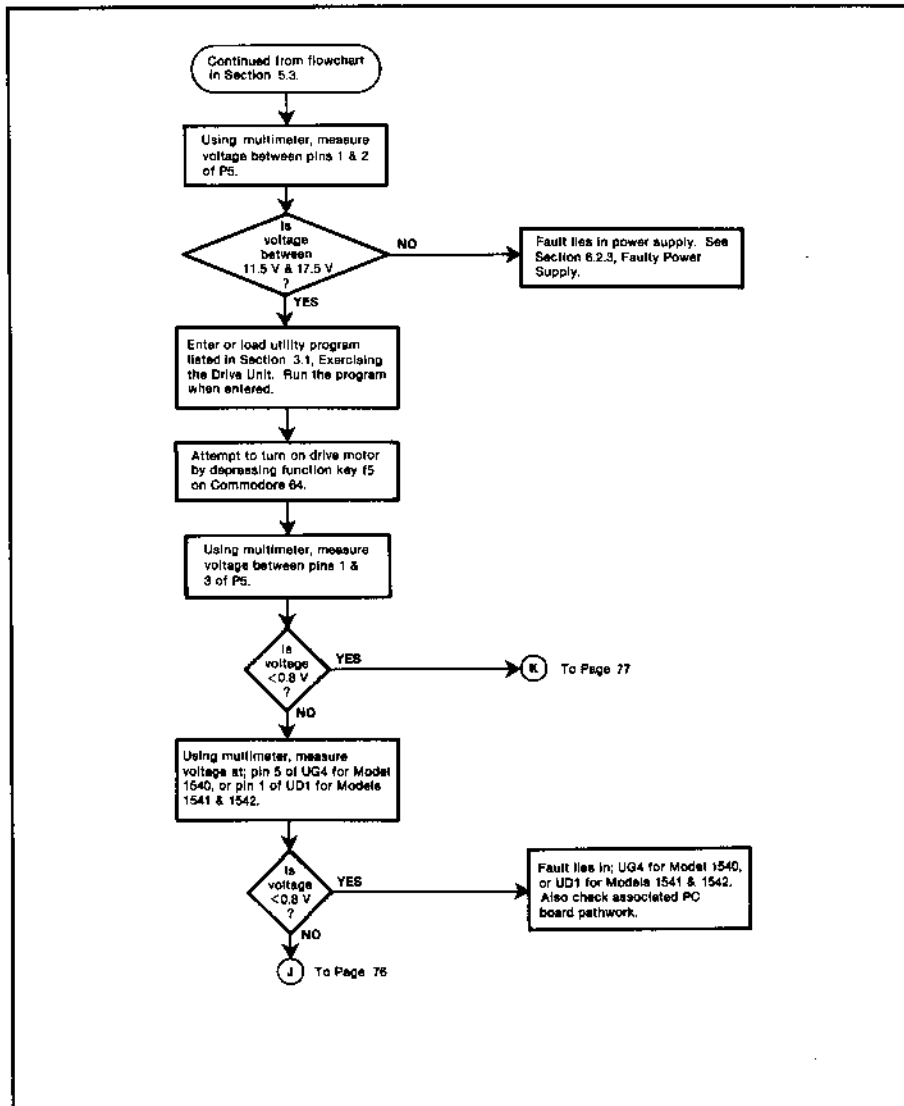 Continued from flowchart
in Section 5.3.
Using multimeter, measure
voltage between pins 1 & 2
of P5.
Is
voltage
between
11.5 V & 17.5 V
?
NO
Fault lies in power supply. See
Section 6.2.3, Faulty Power
Supply.
YES
Enter or load utility program
listed in Section 3.1, Exercising
the Drive Unit. Run the program
when entered.
Attempt to turn on drive motor
by depressing function key f5
on Commodore 64.
Using multimeter, measure
voltage between pins 1 &
3 of P5.
Is
voltage
<0.8 V
?
YES
K To Page 77
NO
Using multimeter, measure
voltage at; pin 5 of UG4 for Model
1540, or pin 1 of UD1 for Models
1541 & 1542.
Is
voltage
<0.8 V
?
YES
Fault lies in; UG4 for Model 1540,
or UD1 for Models 1541 & 1542.
Also check associated PC
board pathwork.
NO
J To Page 76